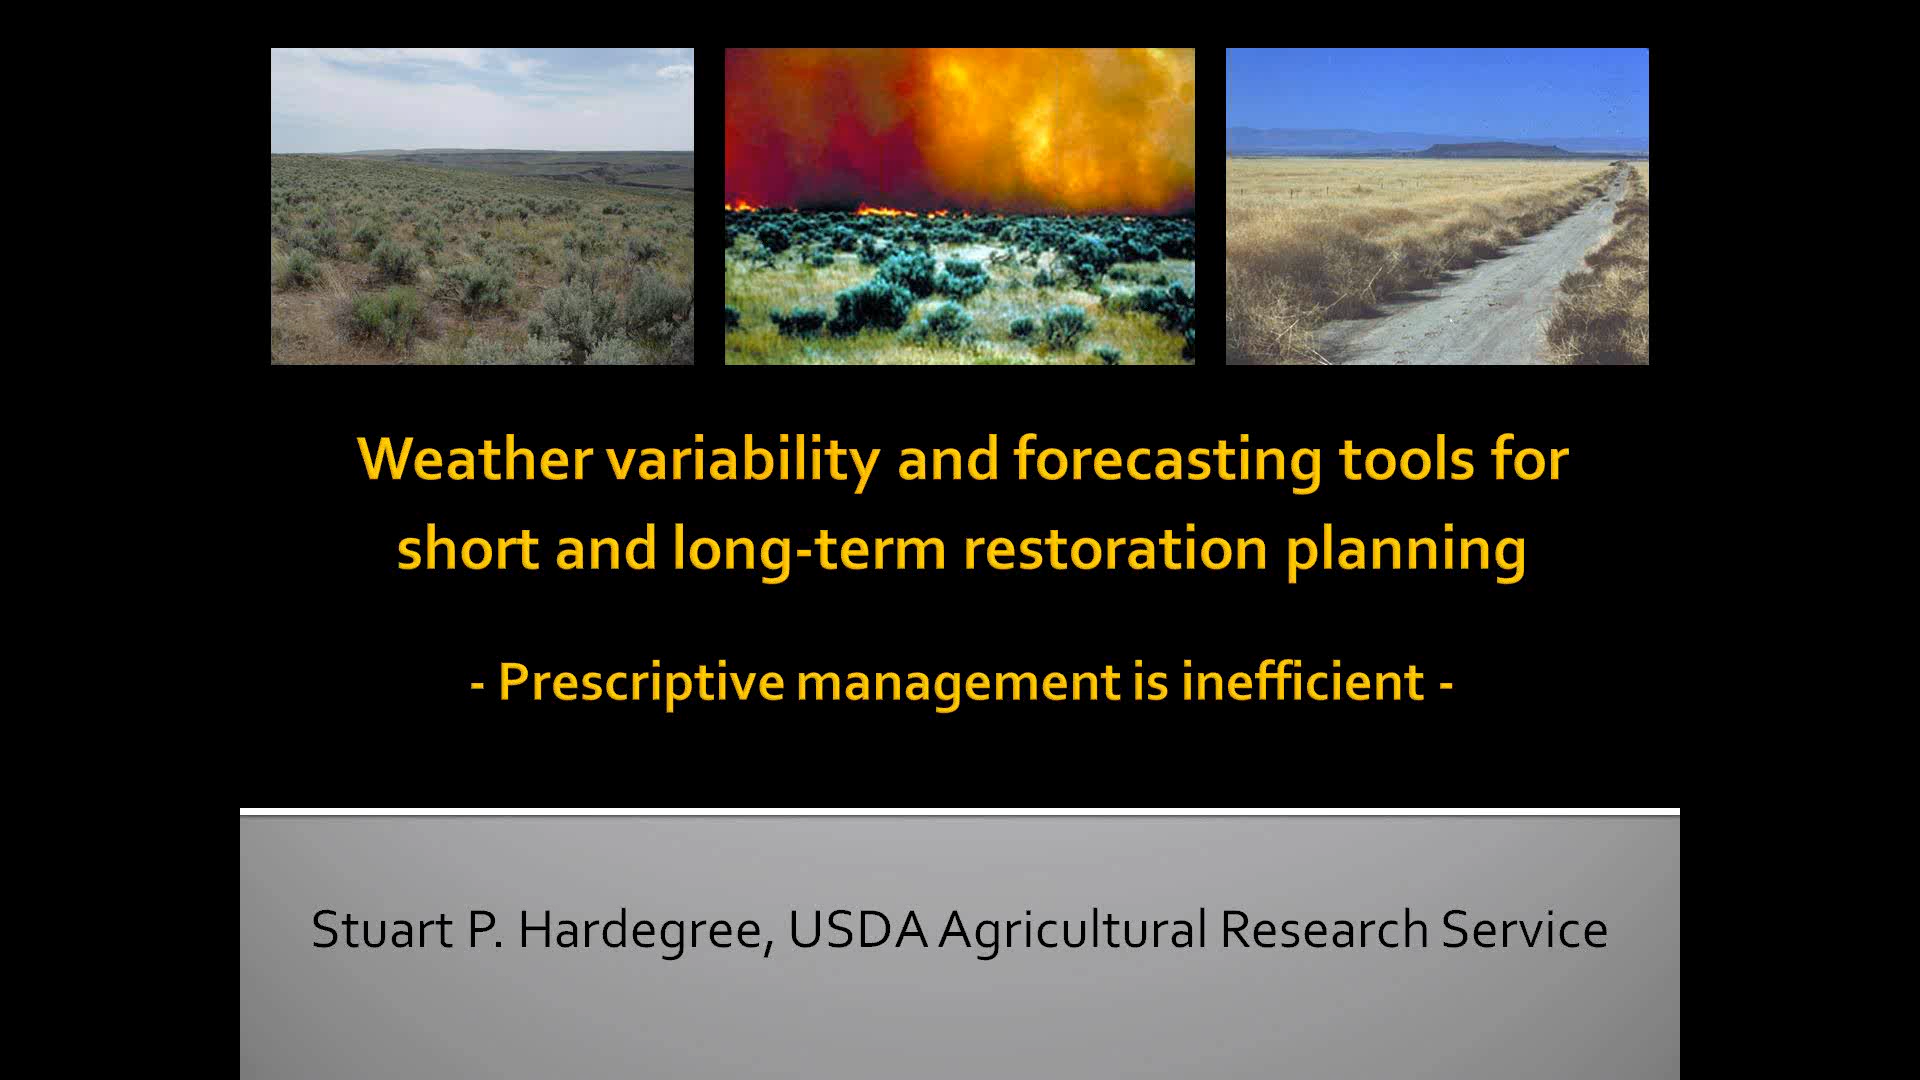 Weather variability and forecasting tools for
short and long-term restoration planning
- Prescriptive management is inefficient -
Stuart P. Hardegree, USDA Agricultural Research Service